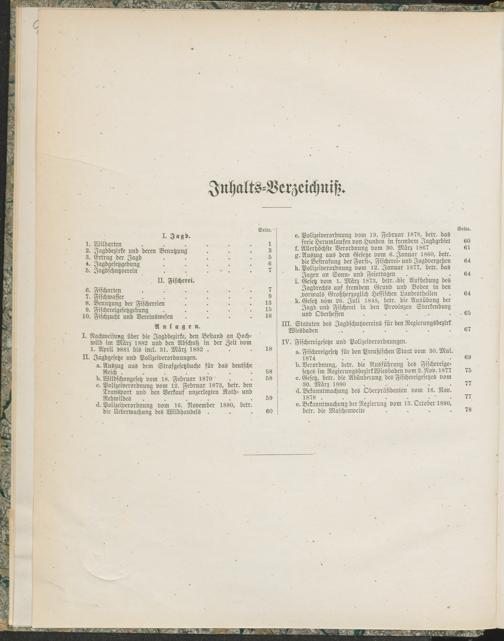 Inhalts-Verzeichniß.
Seite.
I. Jagd.
1. Wildarten 1
2. Jagdbezirke und deren Benutzung 3
3. Ertrag der Jagd 5
4. Jagdgesetzgebung 6
5. Jagdschutzverein 7
II. Fischerei.
6. Fischarten 7
7. Fischwasser 9
8. Benutzung der Fischereien 13
9. Fischereigesetzgebung 15
10. Fischzucht und Vereinswesen 16
Anlagen.
I. Nachweisung über die Jagdbezirke, den Bestand an Hoch-
wild im März 1882 und den Abschuß in der Zeit vom
1. April 1881 bis incl. 31. März 1882 18
II. Jagdgesetze und Polizeiverordnungen.
a. Auszug aus dem Strafgesetzbuche für das deutsche
Reich 58
b. Wildschongesetz vom 18. Februar 1870 58
c. Polizeiverordnung vom 12. Februar 1873, betr. den
Transport und den Verkauf unzerlegten Roth- und
Rehwildes 59
d. Polizeiverordnung vom 16. November 1880, betr.
die Ueberwachung des Wildhandels 60
Seite.
e. Polizeiverordnung vom 19. Februar 1878, betr. das
freie Herumlaufen von Hunden in fremdem Jagdgebiet 60
f. Allerhöchste Verordnung vom 30. März 1867 61
g. Auszug aus dem Gesetze vom 6. Januar 1860, betr.
die Bestrafung der Forst-, Fischerei- und Jagdvergehen 64
h. Polizeiverordnung vom 12. Januar 1877, betr. das
Jagen an Sonn- und Feiertagen 64
i. Gesetz vom 1. März 1873, betr. die Aufhebung des
Jagdrechts auf fremdem Grund und Boden in den
vormals Großherzoglich Hessischen Landestheilen 64
k. Gesetz vom 26. Juli 1848, betr. die Ausübung der
Jagd und Fischerei in den Provinzen Starkenburg
und Oberhessen 65
III. Statuten des Jagdschutzvereins für den Regierungsbezirk
Wiesbaden 67
IV. Fischereigesetze und Polizeiverordnungen.
a. Fischereigesetz für den Preußischen Staat vom 30. Mai.
1874 69
b. Verordnung, betr. die Ausführung des Fischereige-
setzes im Regierungsbezirk Wiesbaden vom 2. Nov. 1877 75
c. Gesetz, betr. die Abänderung des Fischereigesetzes vom
30. März 1880 77
d. Bekanntmachung des Oberpräsidenten vom 16. Nov.
1878 77
e. Bekanntmachung der Regierung vom 13. October 1880,
betr. die Maschenweite 78